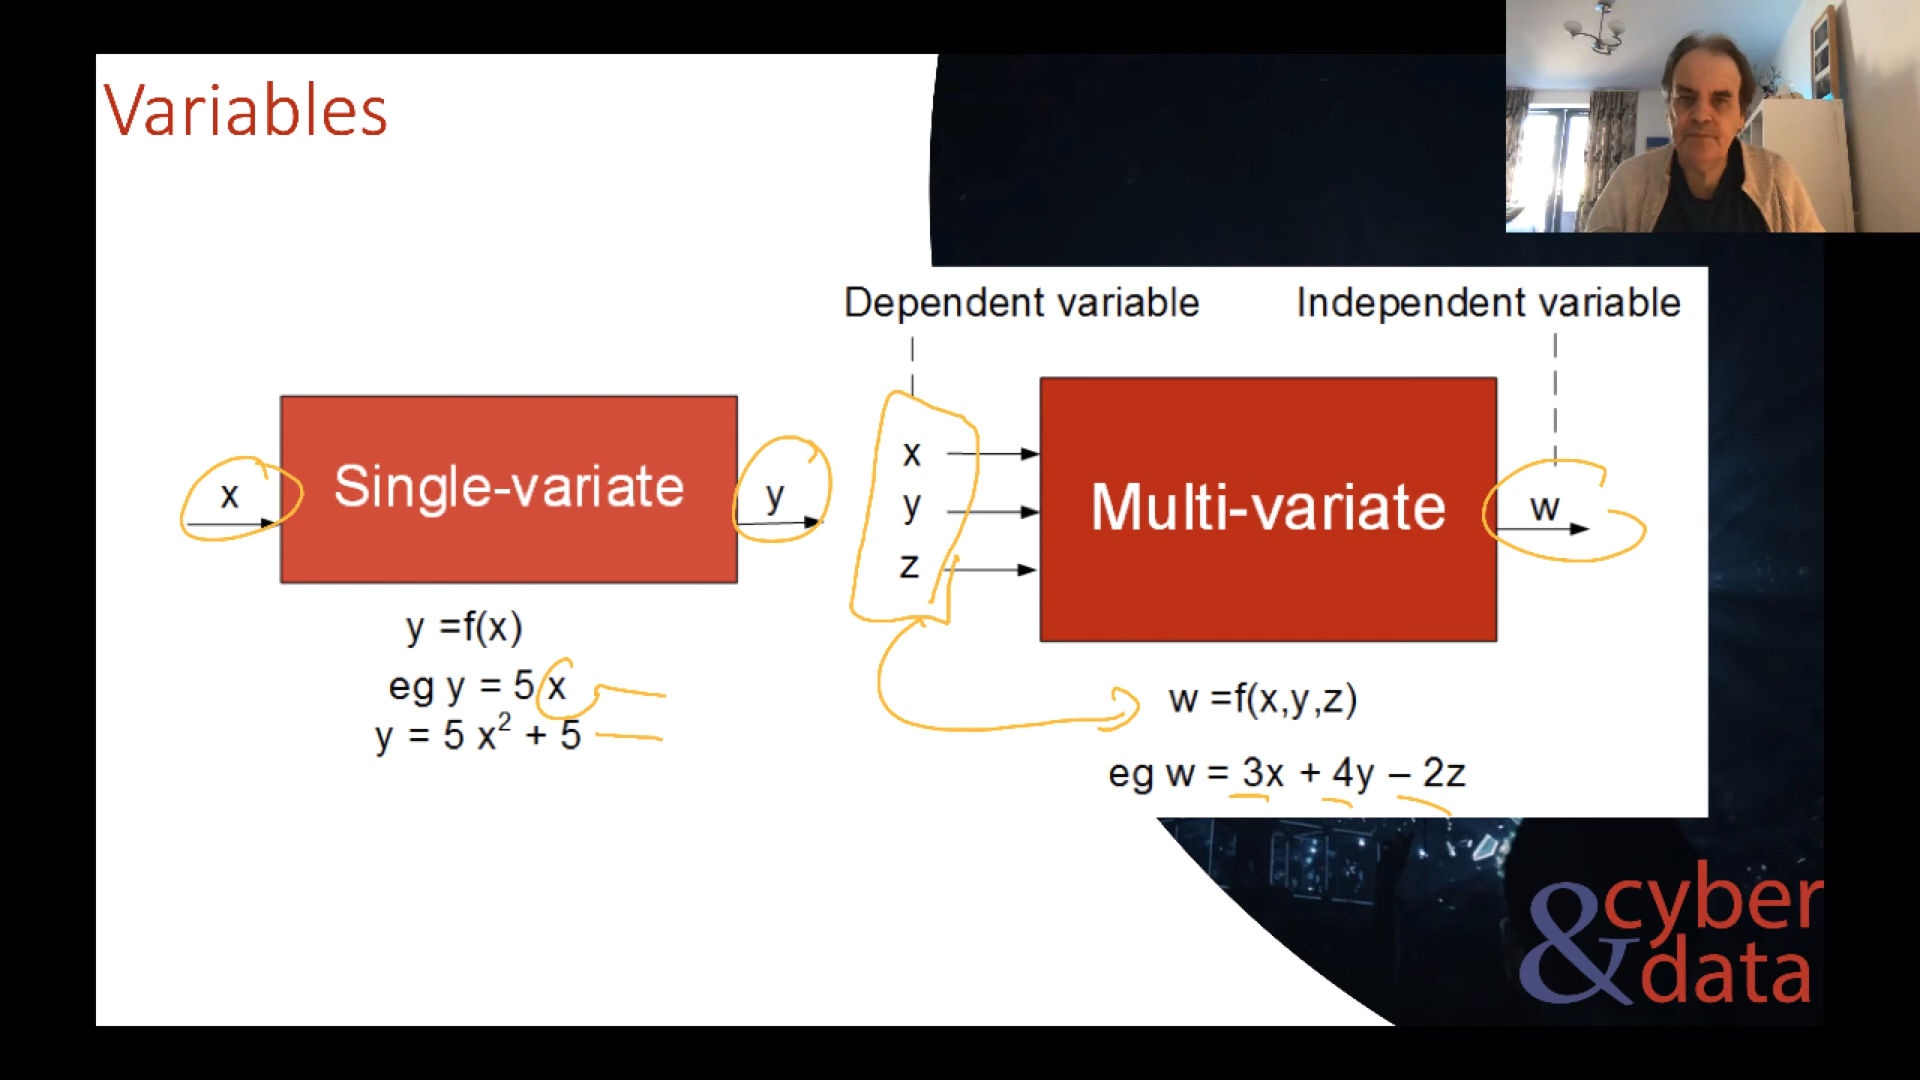 Variables
x
Single-variate
y
y =f(x)
eg y = 5 x
y = 5 x² + 5
Dependent variable
Independent variable
x
y
z
Multi-variate
w
w =f(x,y,z)
eg w = 3x + 4y – 2z
&cyber
data